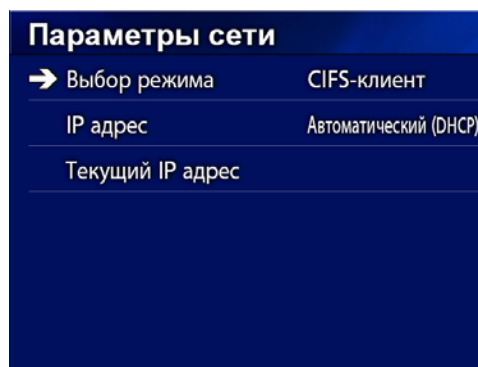 Параметры сети
Выбор режима CIFS-клиент
IP адрес Автоматический (DHCP)
Текущий IP адрес